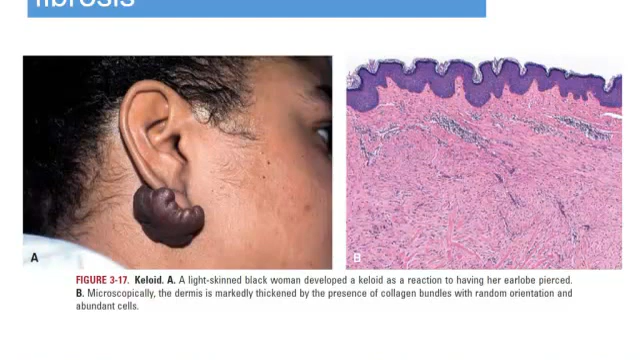 fibrosis
A
B
FIGURE 3-17. Keloid. A. A light-skinned black woman developed a keloid as a reaction to having her earlobe pierced.
B. Microscopically, the dermis is markedly thickened by the presence of collagen bundles with random orientation and
abundant cells.